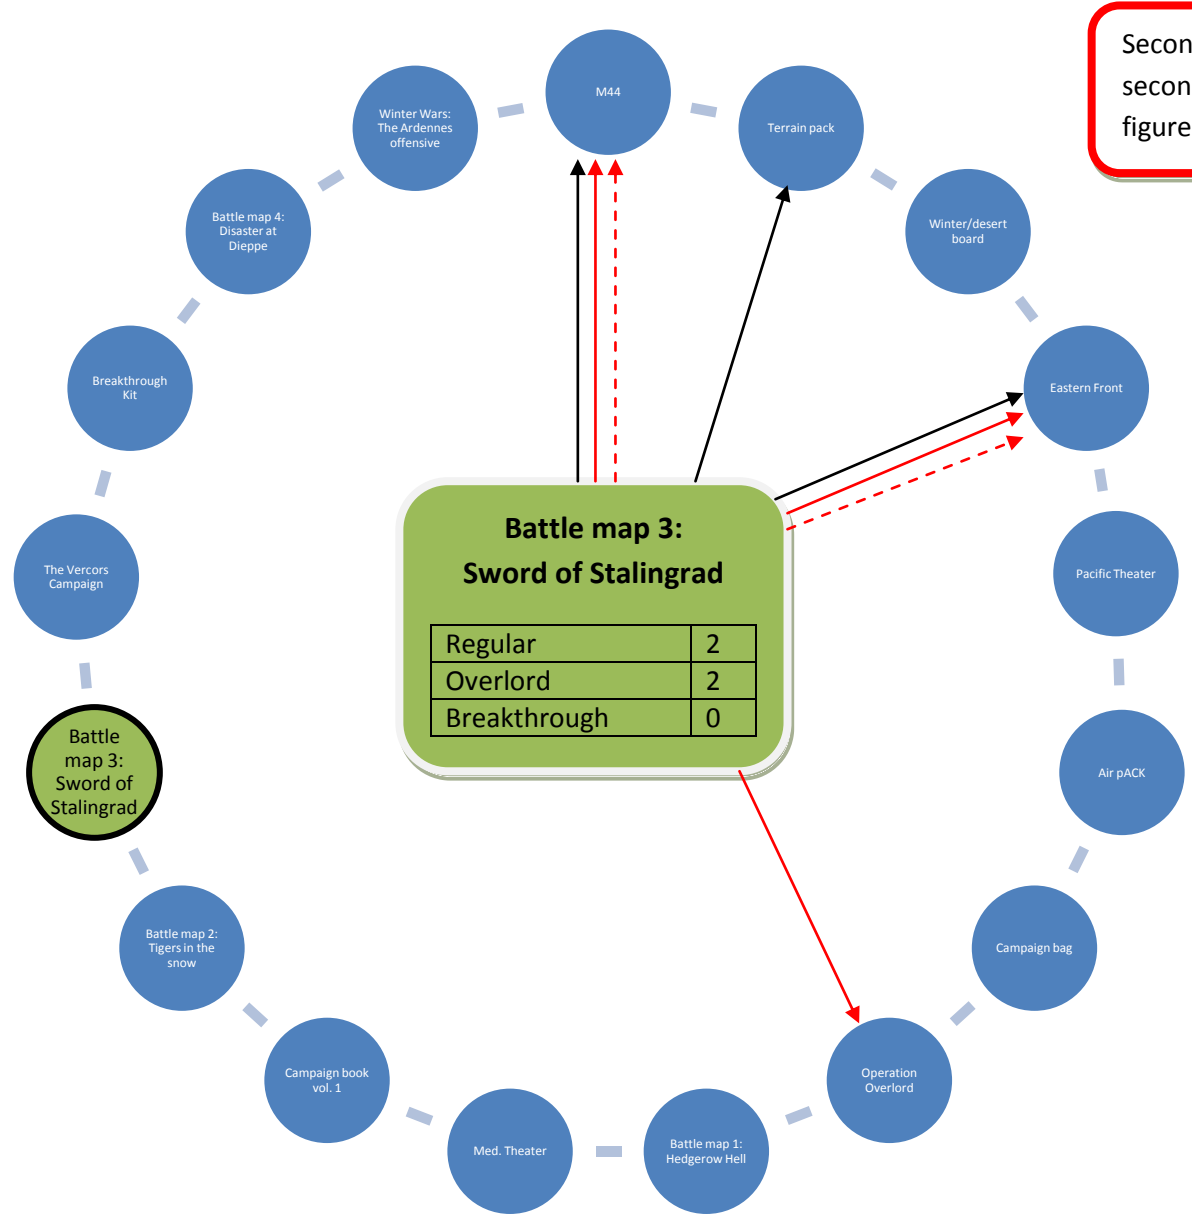 Secon
secon
figure
M44
Terrain pack
Winter/desert
board
Eastern Front
Pacific Theater
Air pACK
Campaign bag
Operation
Overlord
Battle map 1:
Hedgerow Hell
Med. Theater
Campaign book
vol. 1
Battle map 2:
Tigers in the
snow
Battle
map 3:
Sword of
Stalingrad
The Vercors
Campaign
Breakthrough
Kit
Battle map 4:
Disaster at
Dieppe
Winter Wars:
The Ardennes
offensive
Battle map 3:
Sword of Stalingrad
Regular 2
Overlord 2
Breakthrough 0